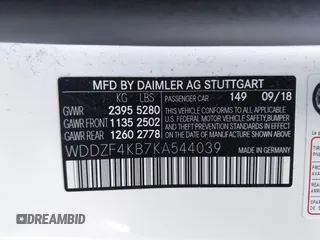 MFD BY DAIMLER AG STUTTGART
KG LBS PASSENGER CAR 149 09/18
GVWR 2395 5280
GAWR FRONT 1135 2502
GAWR REAR 1260 2778
THIS VEHICLE CONFORMS TO ALL APPLICABLE U.S. FEDERAL MOTOR VEHICLE SAFETY, BUMPER AND THEFT PREVENTION STANDARDS IN EFFECT ON THE DATE OF MANUFACTURE SHOWN ABOVE.
WDDZF4KB7KA544039
MADE IN GERMANY
DREAMBID
dreambid.com